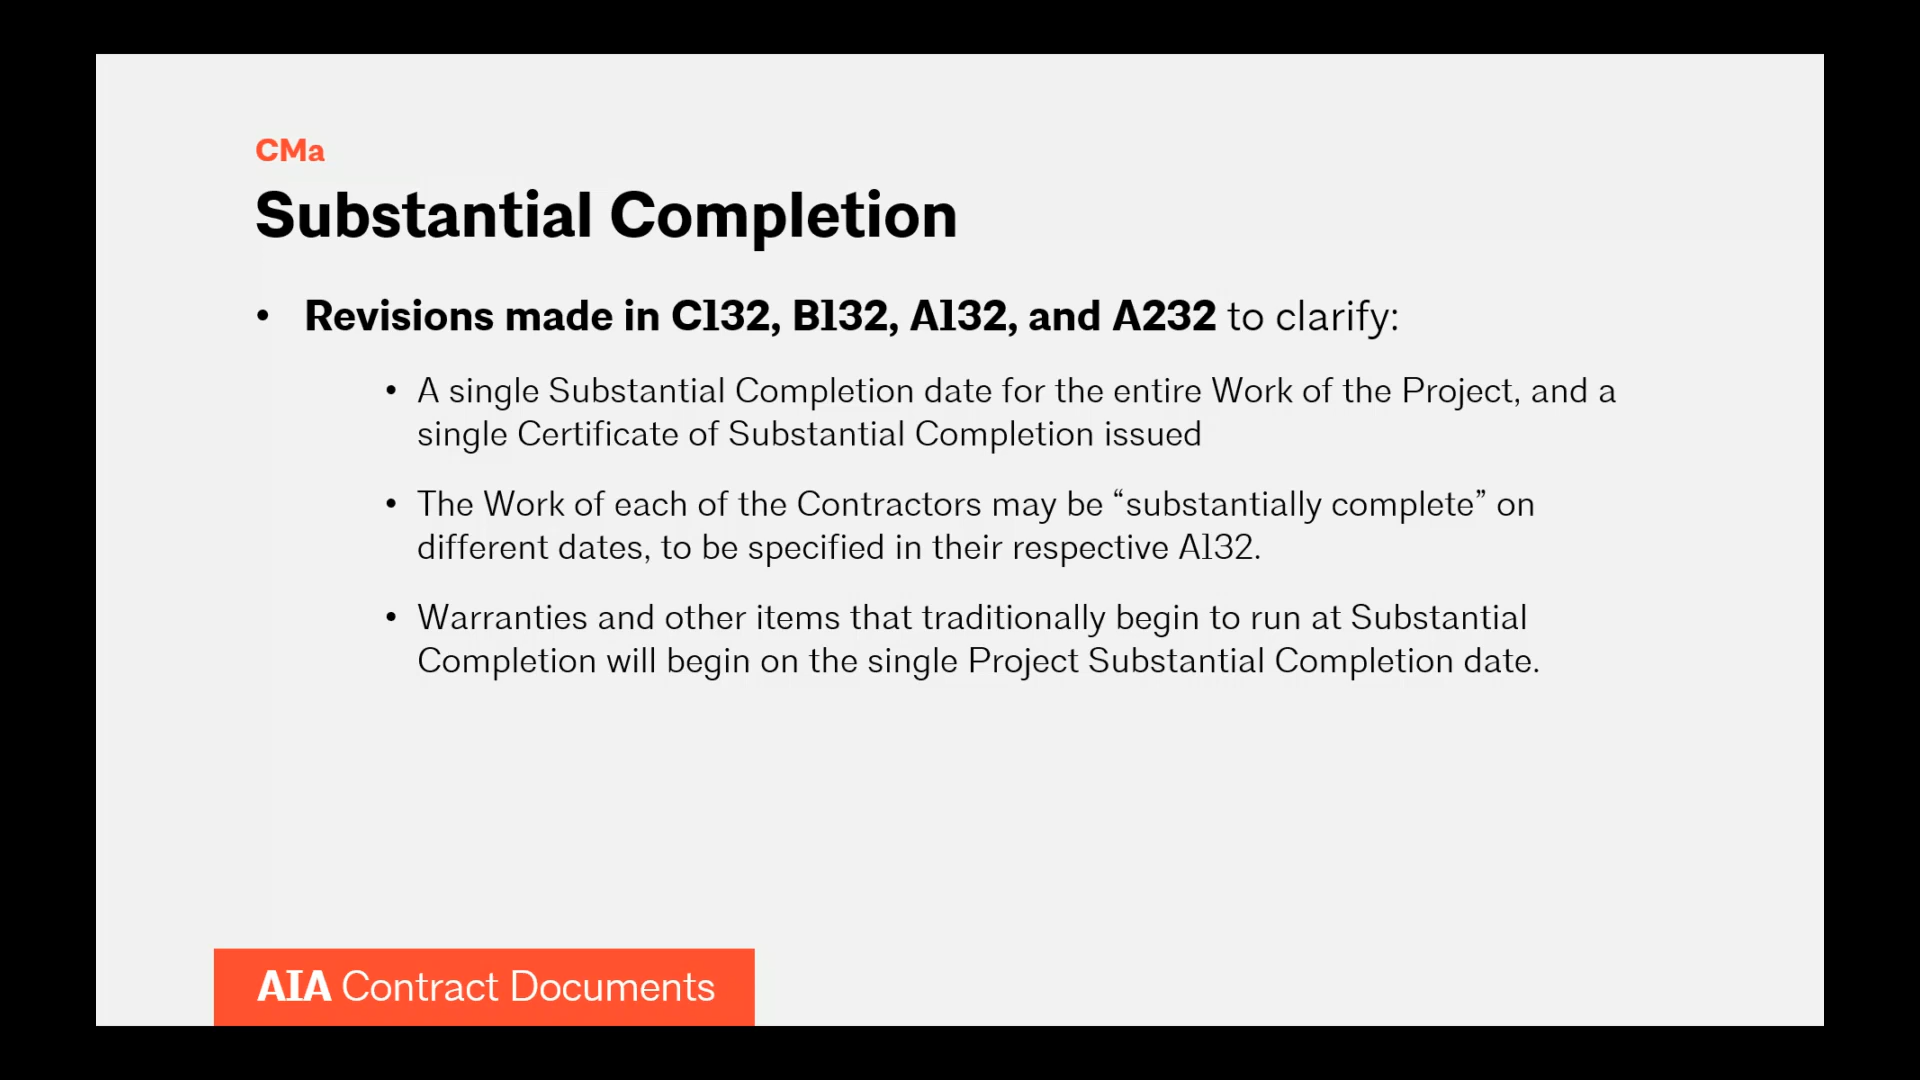 CMa
Substantial Completion
• Revisions made in C132, B132, A132, and A232 to clarify:
• A single Substantial Completion date for the entire Work of the Project, and a
single Certificate of Substantial Completion issued
• The Work of each of the Contractors may be “substantially complete” on
different dates, to be specified in their respective A132.
• Warranties and other items that traditionally begin to run at Substantial
Completion will begin on the single Project Substantial Completion date.
AIA Contract Documents